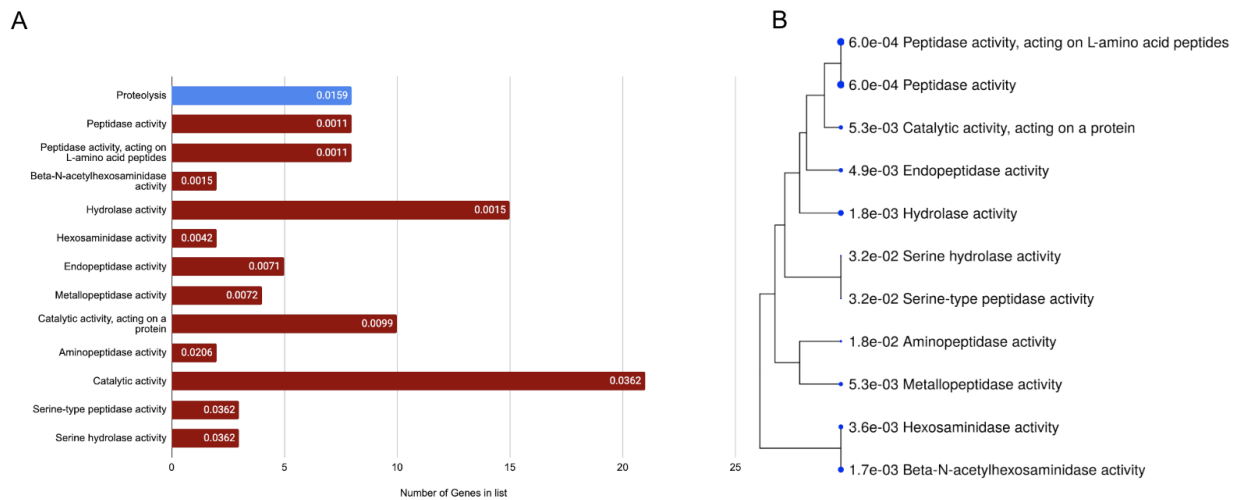 A
B
Proteolysis
0.0159
Peptidase activity
0.0011
Peptidase activity, acting on
L-amino acid peptides
0.0011
Beta-N-acetylhexosaminidase
activity
0.0015
Hydrolase activity
0.0015
Hexosaminidase activity
0.0042
Endopeptidase activity
0.0071
Metallopeptidase activity
0.0072
Catalytic activity, acting on a
protein
0.0099
Aminopeptidase activity
0.0206
Catalytic activity
0.0362
Serine-type peptidase activity
0.0362
Serine hydrolase activity
0.0362
0 5 10 15 20 25
Number of Genes in list
6.0e-04 Peptidase activity, acting on L-amino acid peptides
6.0e-04 Peptidase activity
5.3e-03 Catalytic activity, acting on a protein
4.9e-03 Endopeptidase activity
1.8e-03 Hydrolase activity
3.2e-02 Serine hydrolase activity
3.2e-02 Serine-type peptidase activity
1.8e-02 Aminopeptidase activity
5.3e-03 Metallopeptidase activity
3.6e-03 Hexosaminidase activity
1.7e-03 Beta-N-acetylhexosaminidase activity